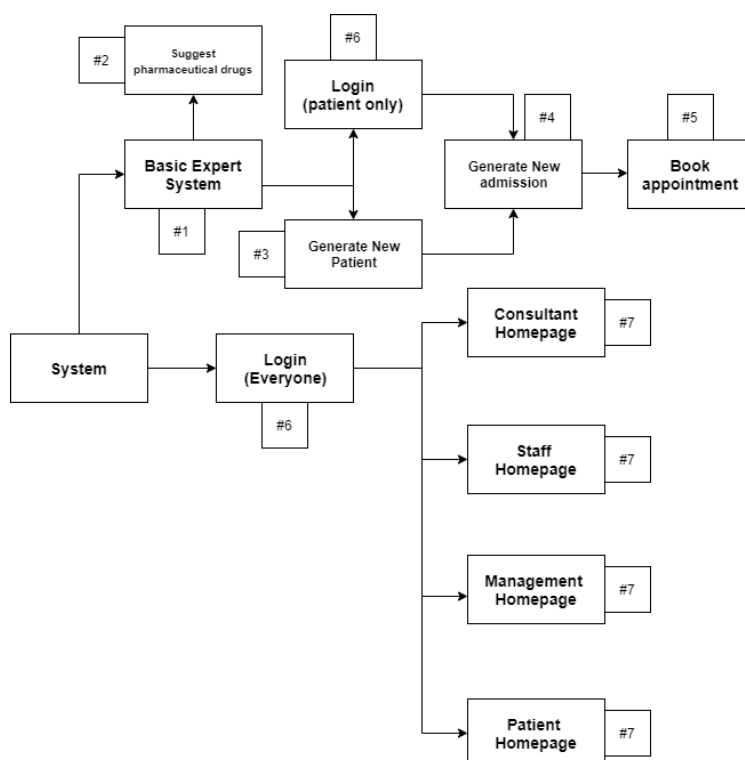 #6
#2
Suggest
pharmaceutical drugs
Login
(patient only)
#4
#5
Basic Expert
System
Generate New
admission
Book
appointment
#1
#3
Generate New
Patient
Consultant
Homepage
#7
System
Login
(Everyone)
#6
Staff
Homepage
#7
Management
Homepage
#7
Patient
Homepage
#7